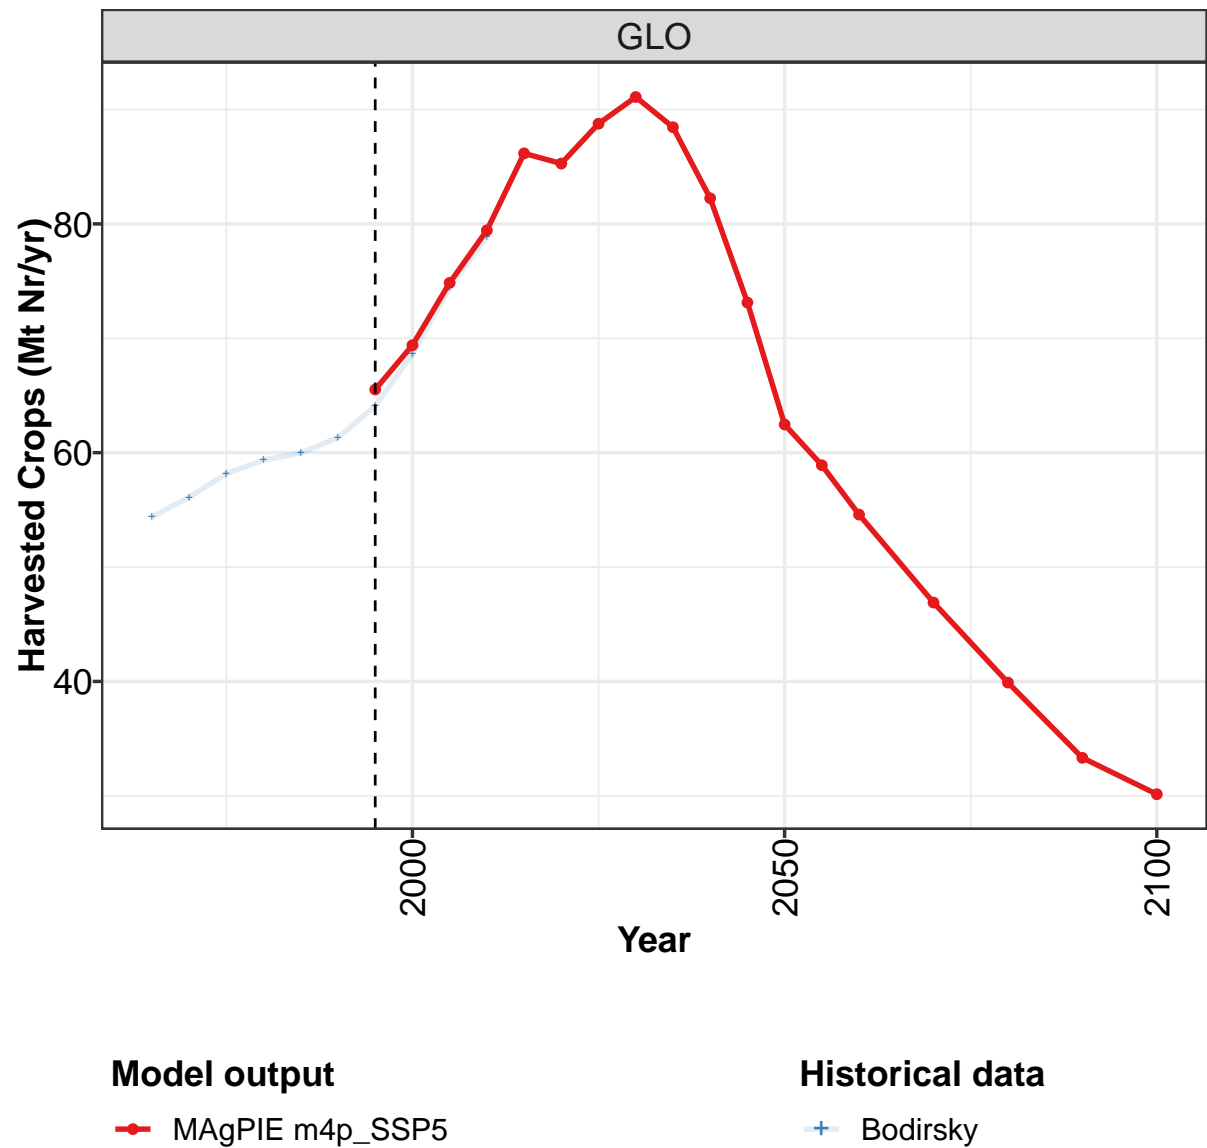 GLO
Harvested Crops (Mt Nr/yr)
80
60
40
2000
2050
2100
Year
Model output
MAgPIE m4p_SSP5
Historical data
Bodirsky